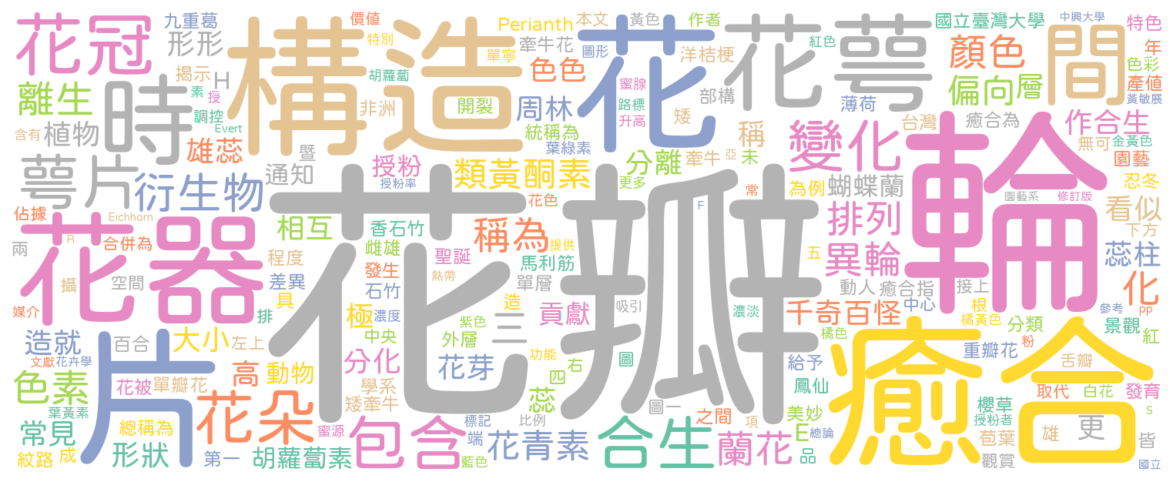 花冠
九重葛
形形
揭示
H
素
授
離生
時
調控
Evert
含有
植物
雄蕊
構造
價值
特別
單寧
胡蘿蔔
非洲
開裂
Perianth
本文
牽牛花
圖形
色色
周林
統稱為
葉綠素
花
黃色
作者
洋桔梗
紅色
蜜腺
路標
升高
矮
部構
花萼
薄荷
顏色
偏向
層
國立臺灣大學
中興大學
特色
年
色彩
產值
黃敏展
間
萼片
衍生物
通知
暨
授粉
授粉率
類黃酮素
分離
牽牛
亞
更多
未
稱
變化
為例
蝴蝶蘭
台灣
癒合為
作合生
無可
金黃色
園藝
忍冬
園藝系
修訂版
輪
看似
下方
佔據
Eichhorn
R
合併為
兩
攝
空間
媒介
花器
排
相互
程度
差異
具
香石竹
雌雄
發生
石竹
聖誕
熱帶
稱為
花色
提供
馬利筋
單層
造
濃度
極
中央
紫色
外層
三
貢獻
花瓣
吸引
F
濃淡
常
五
排列
異輪
動人
癒合指
中心
接上
根
橘黃色
千奇百怪
橘色
粉
分類
蕊柱
化
參考
pp
景觀
紅
造就
百合
大小
左上
文獻
花卉學
色素
葉黃素
花被
單瓣花
高
動物
分化
學系
矮牽牛
花芽
功能
四
右
圖
蕊
圖一
比例
標記
端
藍色
給予
鳳仙
重瓣花
舌瓣
取代
白花
發育
S
櫻草
授粉者
美妙
之間
項
E
總論
品
苞葉
觀賞
雄
更
皆
國立
常見
紋路
成
總稱為
形狀
第一
片
花朵
胡蘿蔔素
蜜源
包含
花青素
合生
蘭花
癒合